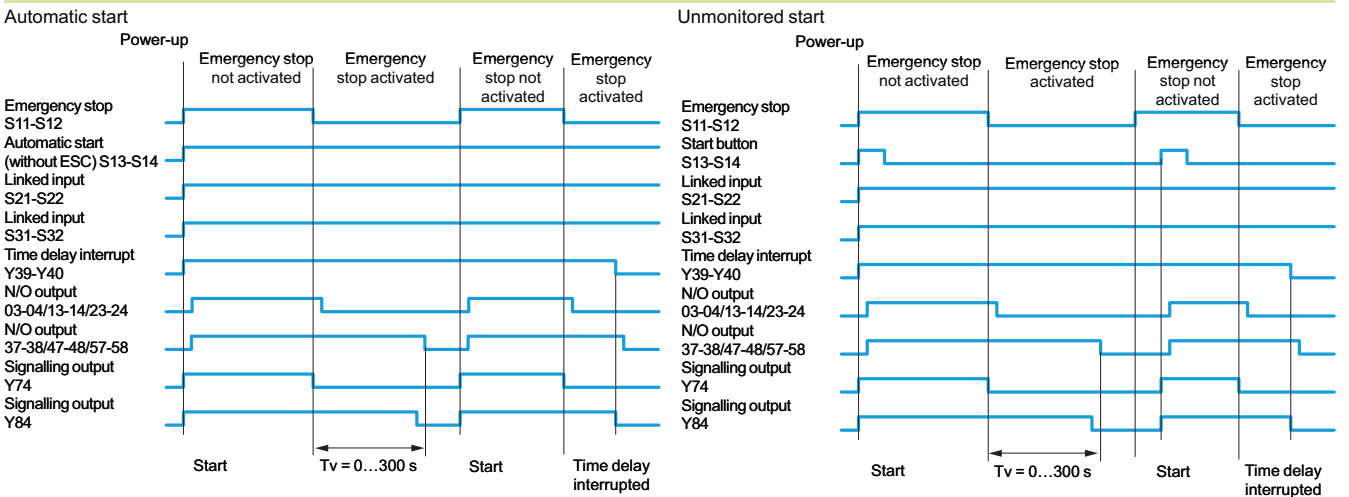 Automatic start
Power-up
Emergency stop
not activated
Emergency
stop activated
Emergency
stop not
activated
Emergency
stop
activated
Emergency stop
S11-S12
Automatic start
(without ESC) S13-S14
Linked input
S21-S22
Linked input
S31-S32
Time delay interrupt
Y39-Y40
N/O output
03-04/13-14/23-24
N/O output
37-38/47-48/57-58
Signalling output
Y74
Signalling output
Y84
Start
Tv = 0...300 s
Start
Time delay
interrupted
Unmonitored start
Power-up
Emergency stop
not activated
Emergency stop
activated
Emergency
stop not
activated
Emergency
stop
activated
Emergency stop
S11-S12
Start button
S13-S14
Linked input
S21-S22
Linked input
S31-S32
Time delay interrupt
Y39-Y40
N/O output
03-04/13-14/23-24
N/O output
37-38/47-48/57-58
Signalling output
Y74
Signalling output
Y84
Start
Tv = 0...300 s
Start
Time delay
interrupted